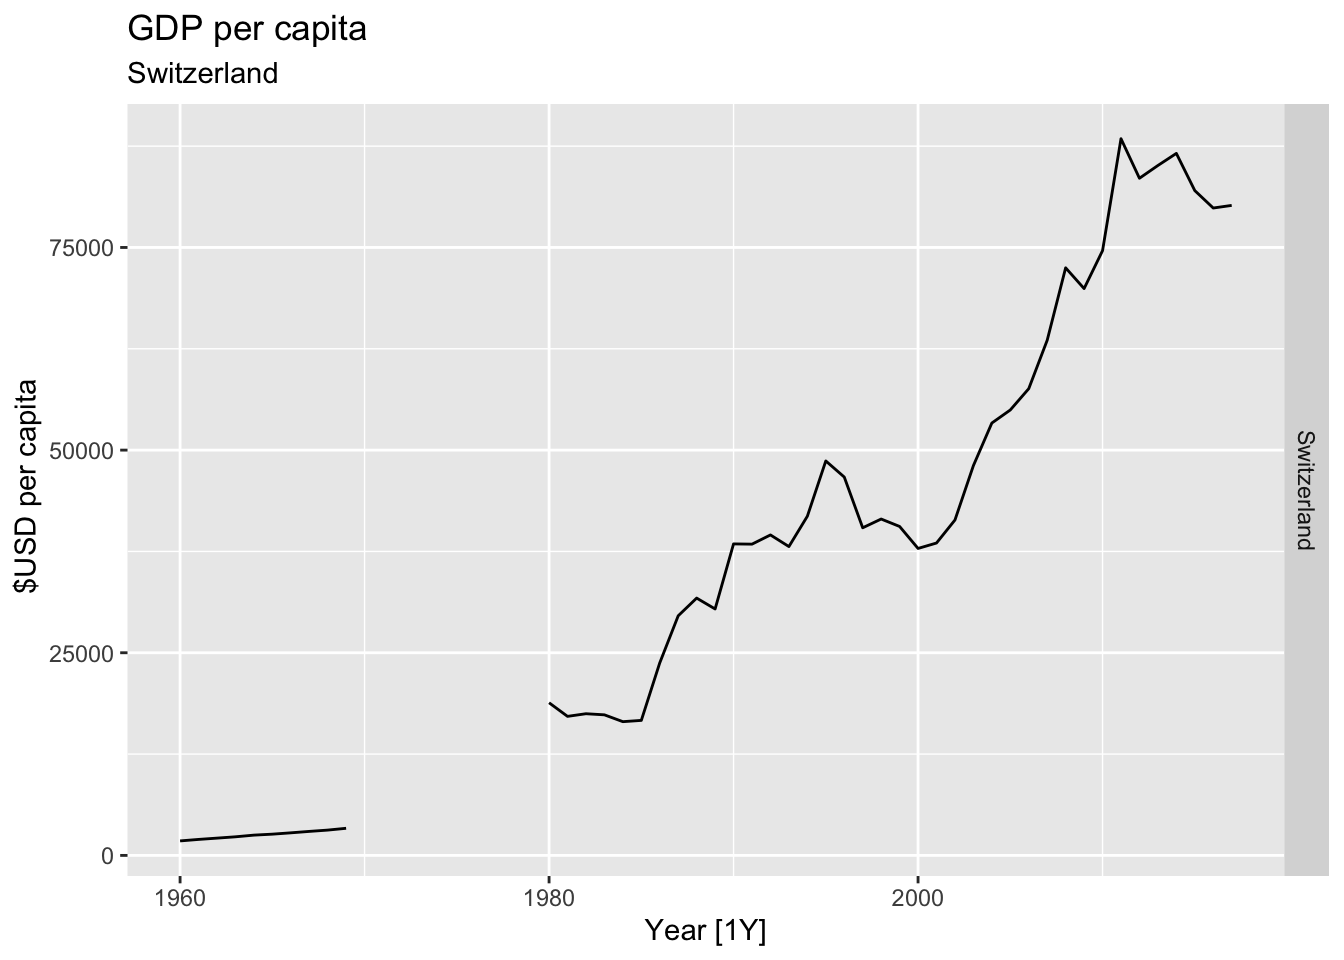 GDP per capita
Switzerland
75000
50000
25000
0
$USD per capita
Switzerland
1960
1980
2000
Year [1Y]